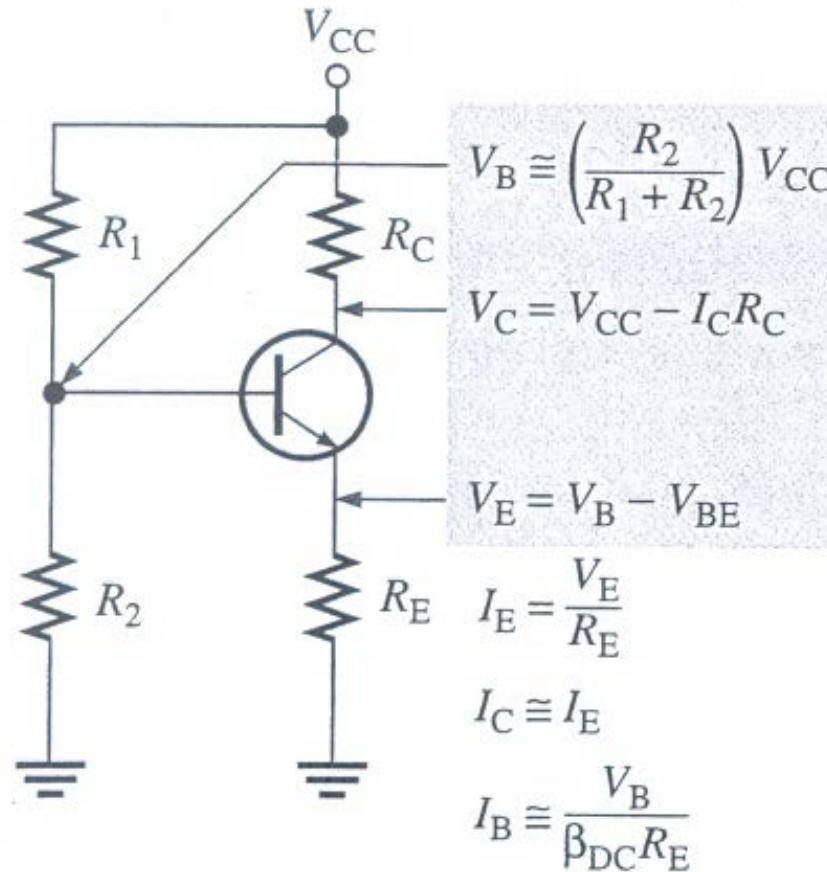 V_CC
V_B ≅ (R_2 / (R_1 + R_2)) V_CC
R_1
R_C
V_C = V_CC − I_C R_C
V_E = V_B − V_BE
R_2
R_E
I_E = V_E / R_E
I_C ≅ I_E
I_B ≅ V_B / (β_DC R_E)